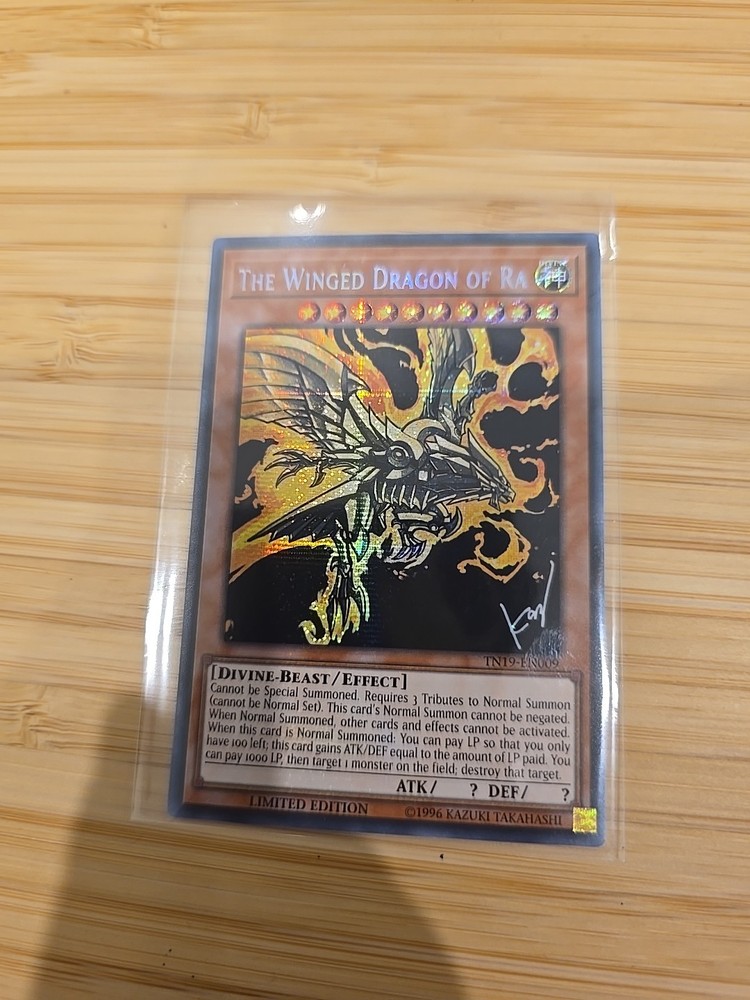 THE WINGED DRAGON OF RA 神
TN19-EN009
[DIVINE-BEAST/EFFECT]
Cannot be Special Summoned. Requires 3 Tributes to Normal Summon
(cannot be Normal Set). This card's Normal Summon cannot be negated.
When Normal Summoned, other cards and effects cannot be activated.
When this card is Normal Summoned: You can pay LP so that you only
have 100 left; this card gains ATK/DEF equal to the amount of LP paid. You
can pay 1000 LP, then target 1 monster on the field; destroy that target.
ATK/ ? DEF/ ?
LIMITED EDITION ©1996 KAZUKI TAKAHASHI